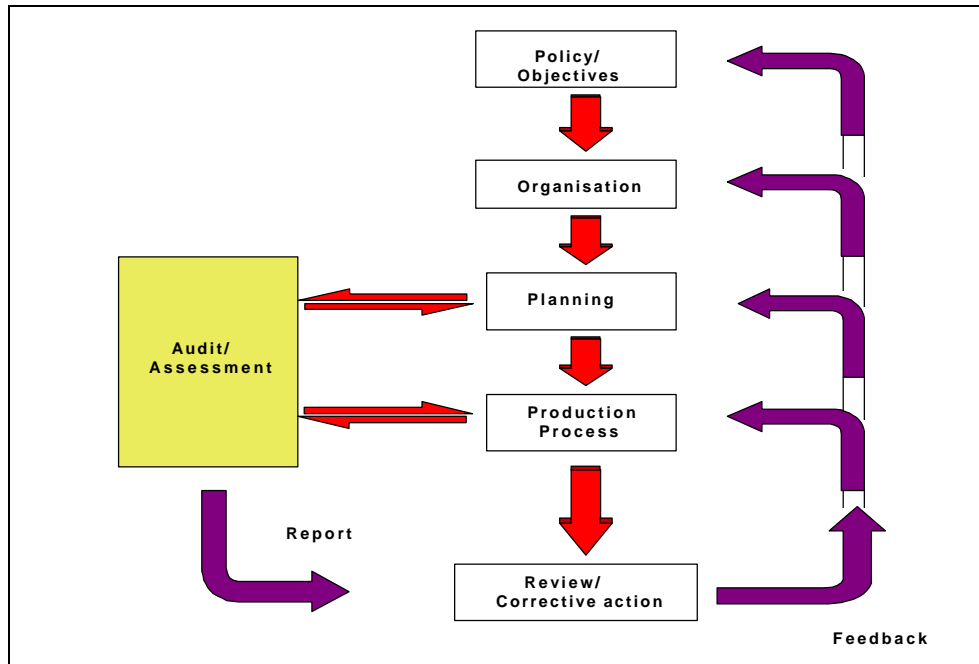 Policy/
Objectives
Organisation
Planning
Audit/
Assessment
Production
Process
Report
Review/
Corrective action
Feedback